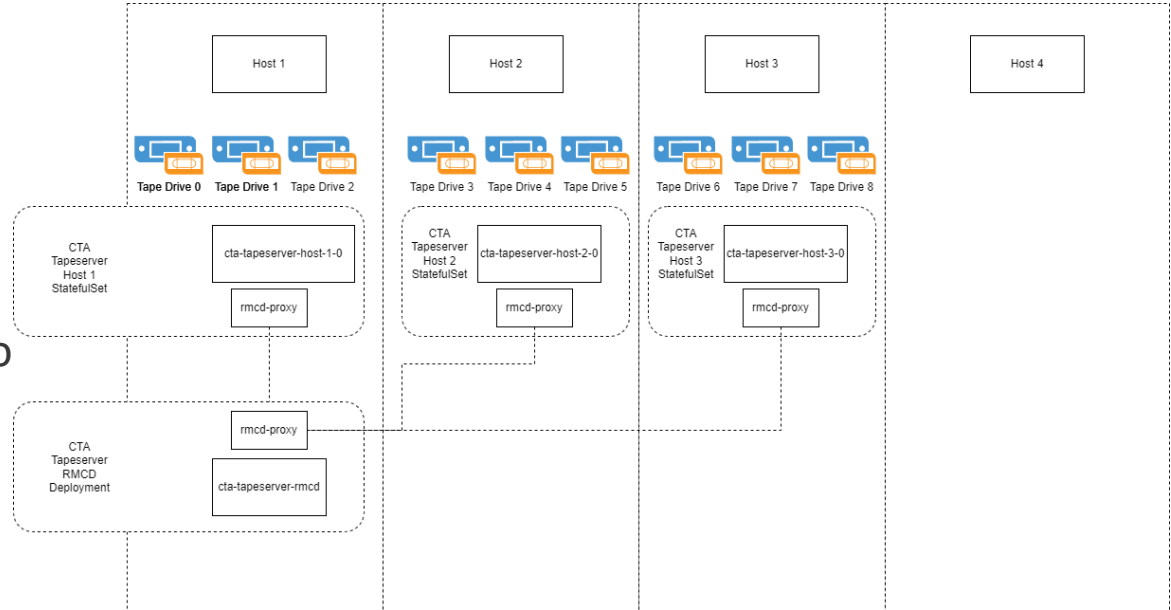 Host 1
Host 2
Host 3
Host 4
Tape Drive 0
Tape Drive 1
Tape Drive 2
Tape Drive 3
Tape Drive 4
Tape Drive 5
Tape Drive 6
Tape Drive 7
Tape Drive 8
CTA
Tapeserver
Host 1
StatefulSet
cta-tapeserver-host-1-0
rmcd-proxy
CTA
Tapeserver
Host 2
StatefulSet
cta-tapeserver-host-2-0
rmcd-proxy
CTA
Tapeserver
Host 3
StatefulSet
cta-tapeserver-host-3-0
rmcd-proxy
CTA
Tapeserver
RMCD
Deployment
rmcd-proxy
cta-tapeserver-rmcd